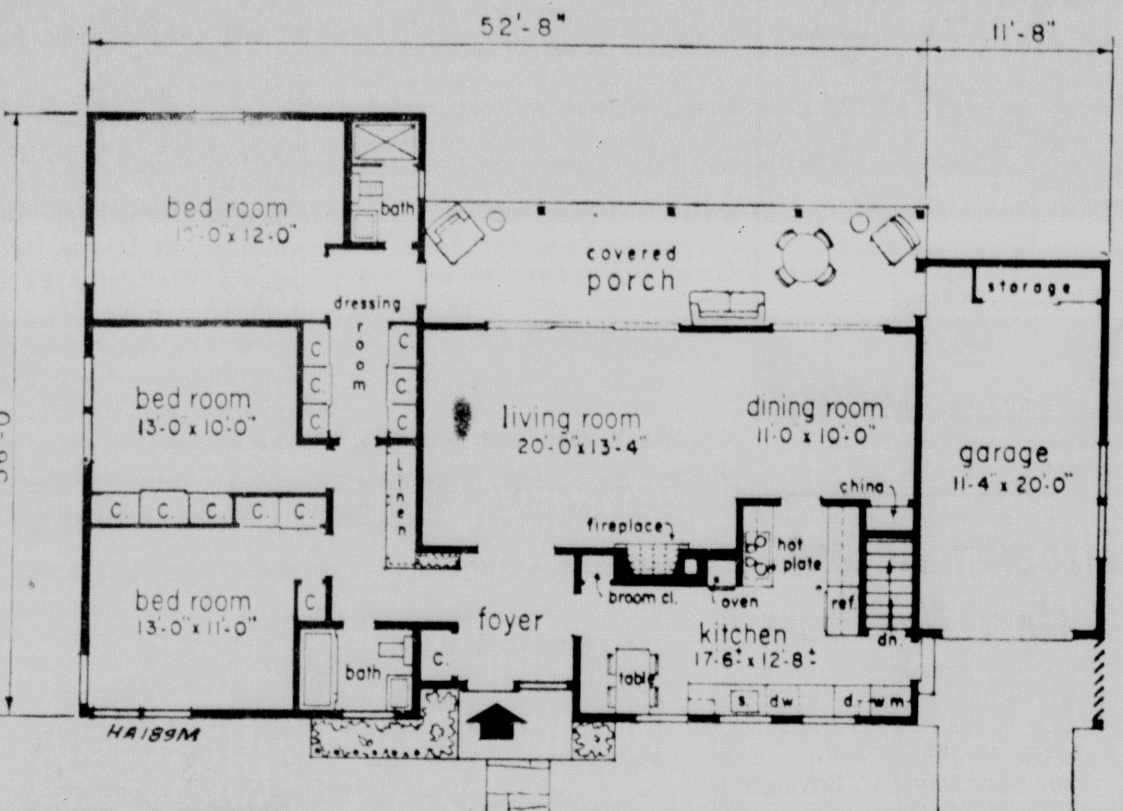 52'-8"
11'-8"
bed room
12'-0"
bath
covered
porch
storage
dressing
room
C.
C.
C.
C.
C.
C.
bed room
13'-0" x 10'-0"
living room
20'-0" x 13'-4"
dining room
11'-0" x 10'-0"
garage
11'-4" x 20'-0"
Linen
china
C.
C.
C.
C.
C.
fireplace
hot
plate
bed room
13'-0" x 11'-0"
C.
broom cl.
oven
ref.
foyer
kitchen
17'-6"± x 12'-8"±
dn.
bath
C.
table
s.
dw
d.
w m
HA189M